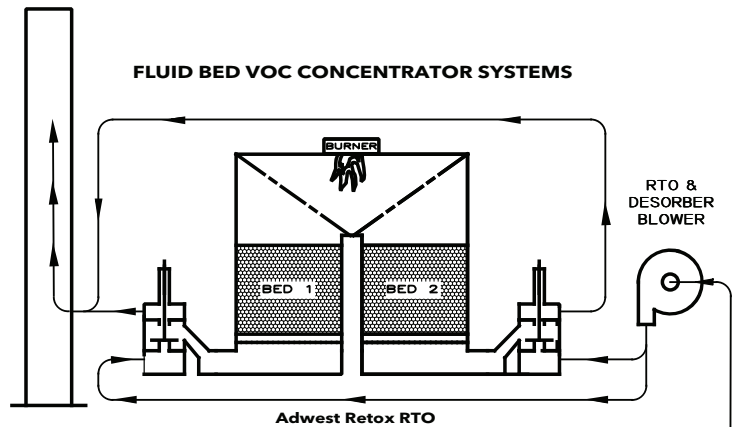 FLUID BED VOC CONCENTRATOR SYSTEMS
BURNER
RTO &
DESORBER
BLOWER
BED 1
BED 2
Adwest Retox RTO